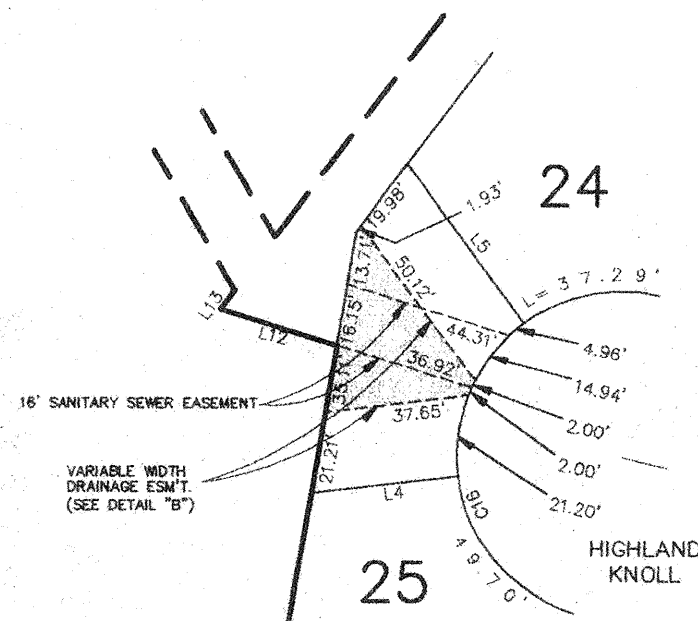 24
1.93'
19.98'
L5
13.71'
50.12'
L= 37.29'
L13
L12
16.15'
44.31'
4.96'
36.92'
14.94'
16' SANITARY SEWER EASEMENT
37.65'
2.00'
VARIABLE WIDTH
DRAINAGE ESM'T.
(SEE DETAIL "B")
21.21'
2.00'
L4
C16
21.20'
49.70'
HIGHLAND
KNOLL
25